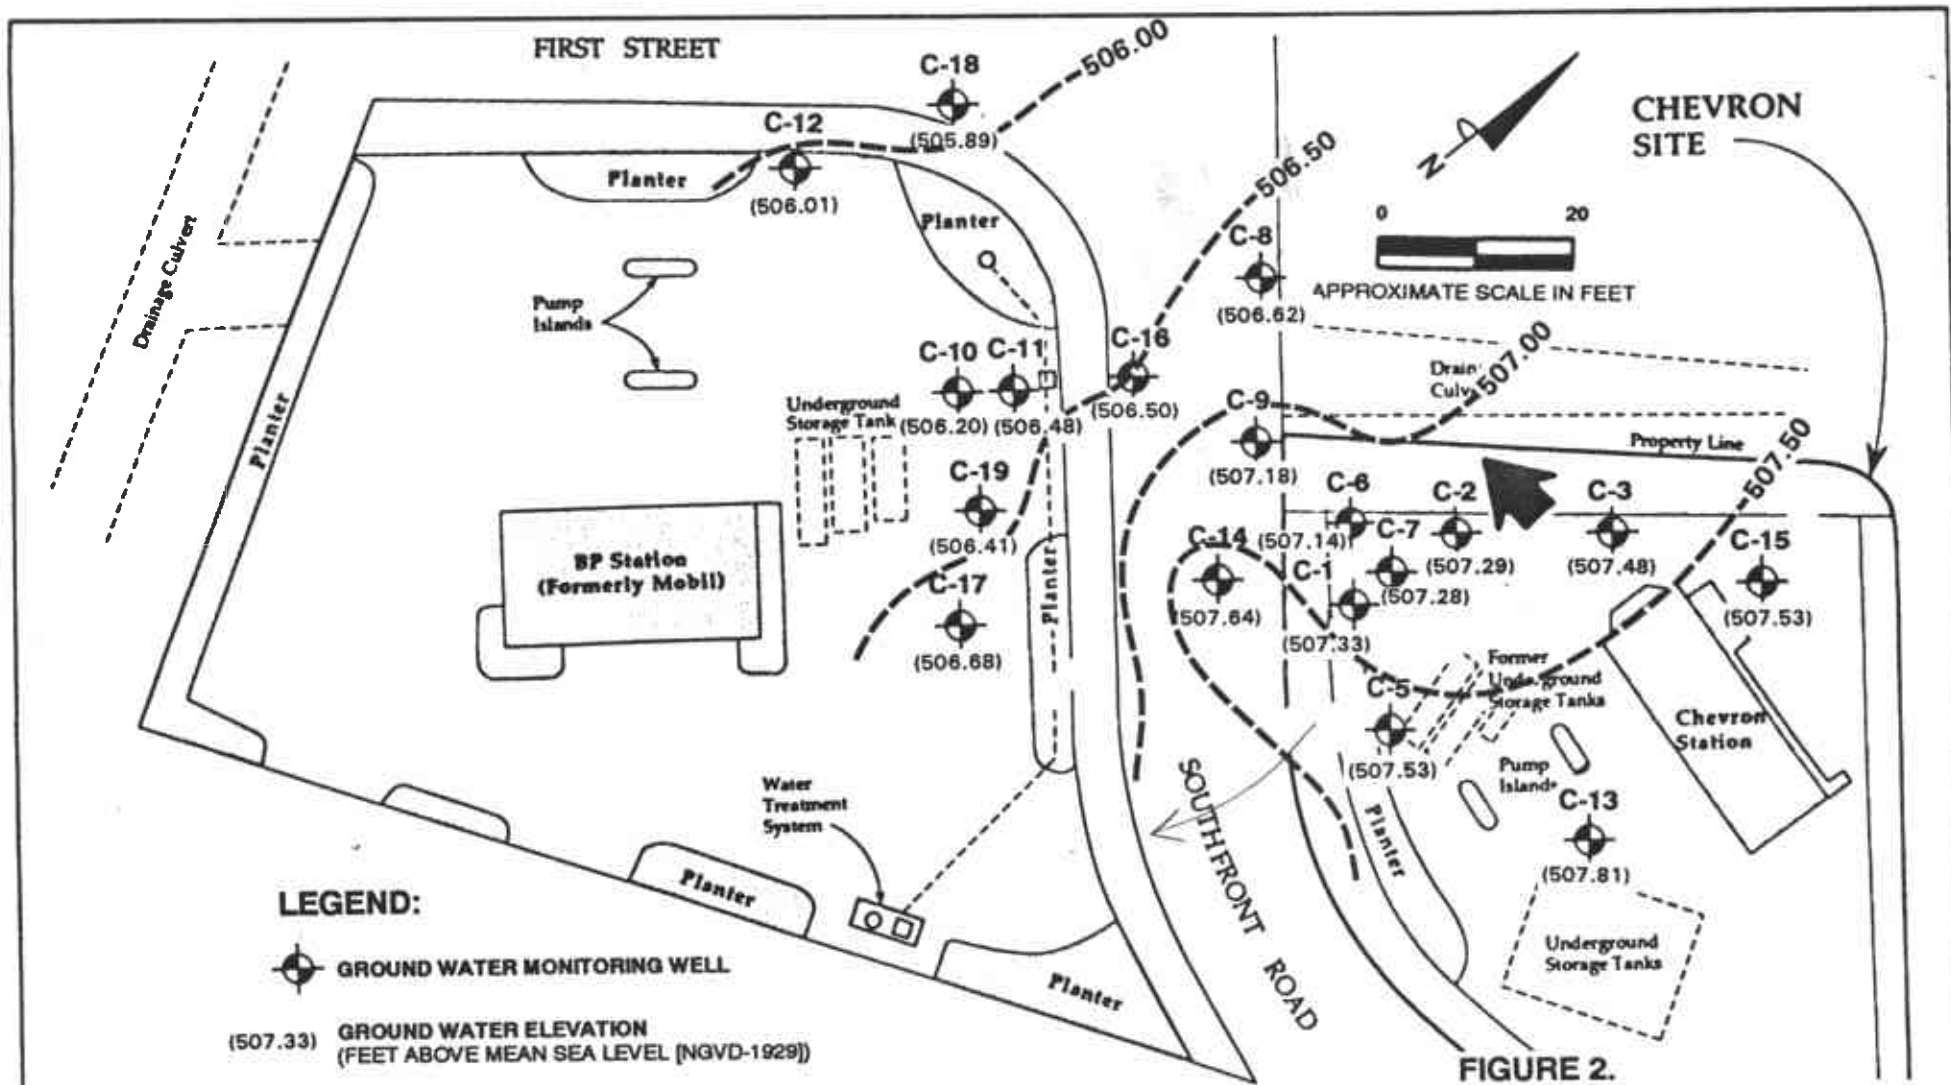 FIRST STREET
C-18
(505.89)
506.00
C-12
(506.01)
Planter
Planter
506.50
N
CHEVRON
SITE
0 20
APPROXIMATE SCALE IN FEET
C-8
(506.62)
Drainage Culvert
Pump
Islands
C-10
(506.20)
C-11
(506.48)
C-16
(506.50)
Underground
Storage Tank
507.00
C-9
(507.18)
Property Line
507.50
Planter
C-19
(506.41)
C-6
(507.14)
C-2
(507.29)
C-3
(507.48)
C-7
(507.28)
C-14
(507.64)
C-1
(507.33)
C-15
(507.53)
BP Station
(Formerly Mobil)
C-17
(506.68)
Planter
Former
Storage Tanks
C-5
(507.53)
Chevron
Station
Pump
C-13
(507.81)
Water
Treatment
System
SOUTHFRONT ROAD
Planter
Planter
Planter
Underground
Storage Tanks
LEGEND:
GROUND WATER MONITORING WELL
(507.33) GROUND WATER ELEVATION
(FEET ABOVE MEAN SEA LEVEL [NGVD-1929])
FIGURE 2.